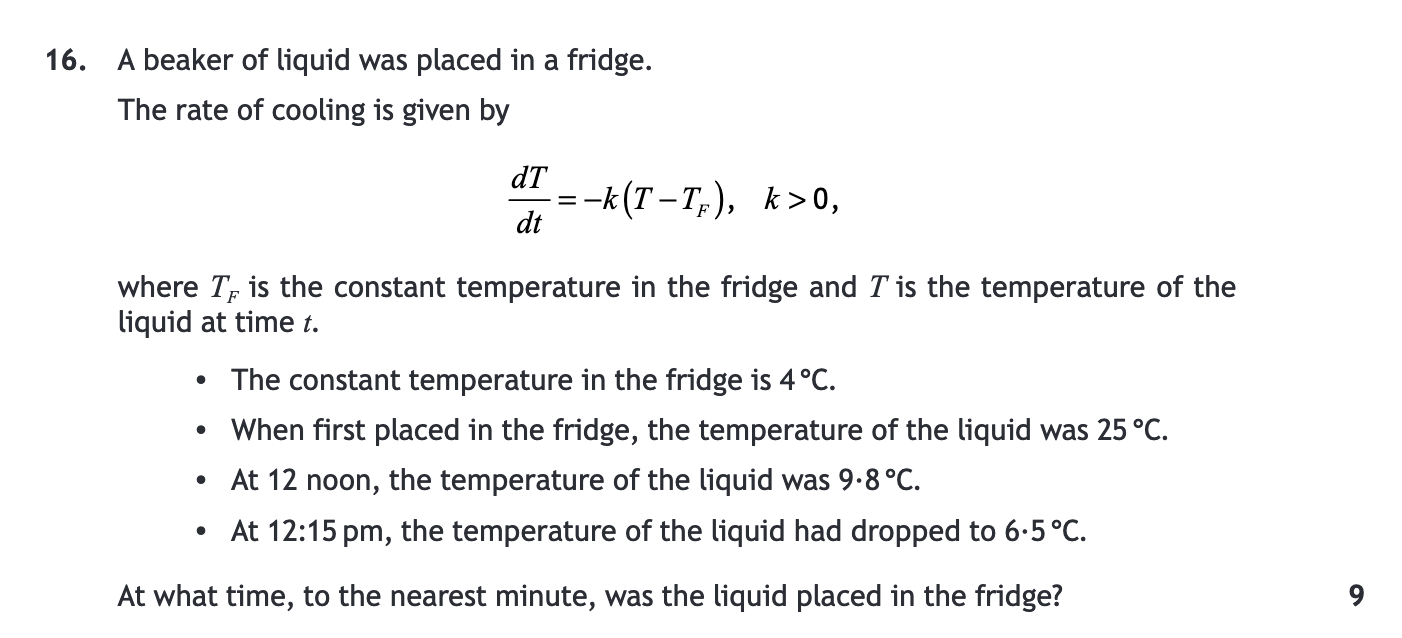 16. A beaker of liquid was placed in a fridge.
The rate of cooling is given by
dT/dt = −k(T − T_F), k > 0,
where T_F is the constant temperature in the fridge and T is the temperature of the
liquid at time t.
• The constant temperature in the fridge is 4 °C.
• When first placed in the fridge, the temperature of the liquid was 25 °C.
• At 12 noon, the temperature of the liquid was 9·8 °C.
• At 12:15 pm, the temperature of the liquid had dropped to 6·5 °C.
At what time, to the nearest minute, was the liquid placed in the fridge? 9